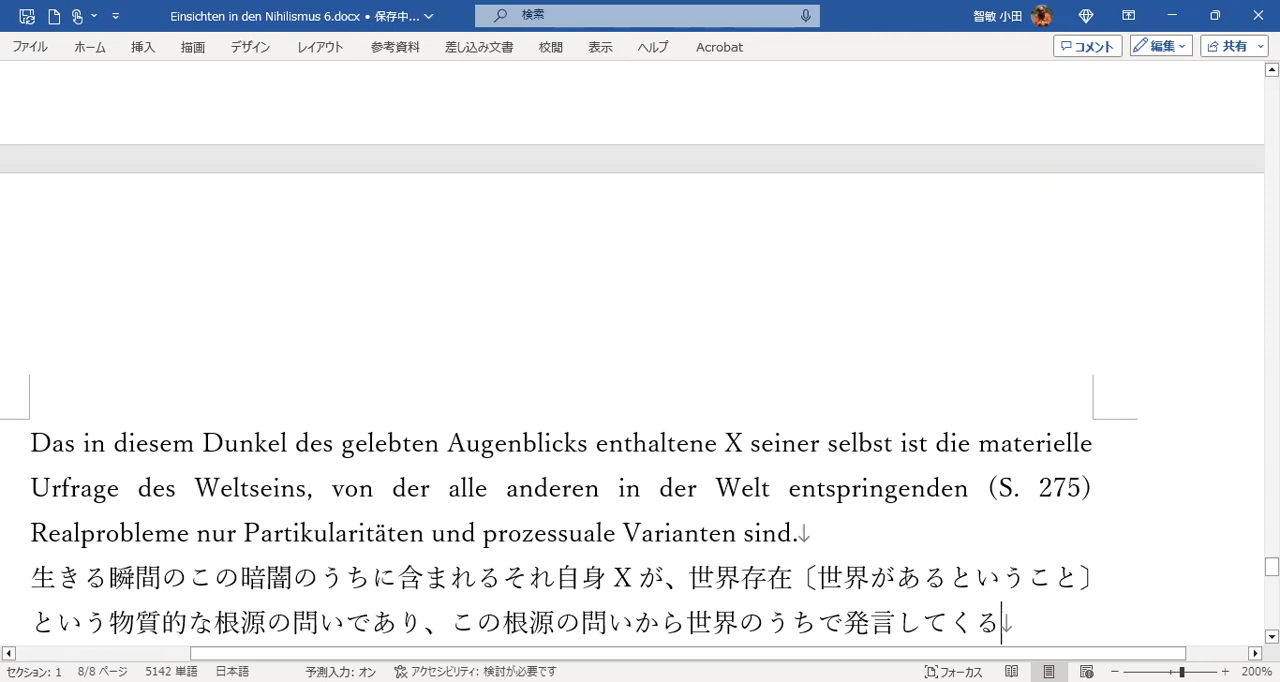 Einsichten in den Nihilismus 6.docx • 保存中...
検索
智敏 小田
ファイル ホーム 挿入 描画 デザイン レイアウト 参考資料 差し込み文書 校閲 表示 ヘルプ Acrobat
コメント 編集 共有
Das in diesem Dunkel des gelebten Augenblicks enthaltene X seiner selbst ist die materielle
Urfrage des Weltseins, von der alle anderen in der Welt entspringenden (S. 275)
Realprobleme nur Partikularitäten und prozessuale Varianten sind.↓
生きる瞬間のこの暗闇のうちに含まれるそれ自身 X が、世界存在〔世界があるということ〕
という物質的な根源の問いであり、この根源の問いから世界のうちで発言してくる↓
セクション: 1 8/8 ページ 5142 単語 日本語 予測入力: オン アクセシビリティ: 検討が必要です フォーカス - + 200%